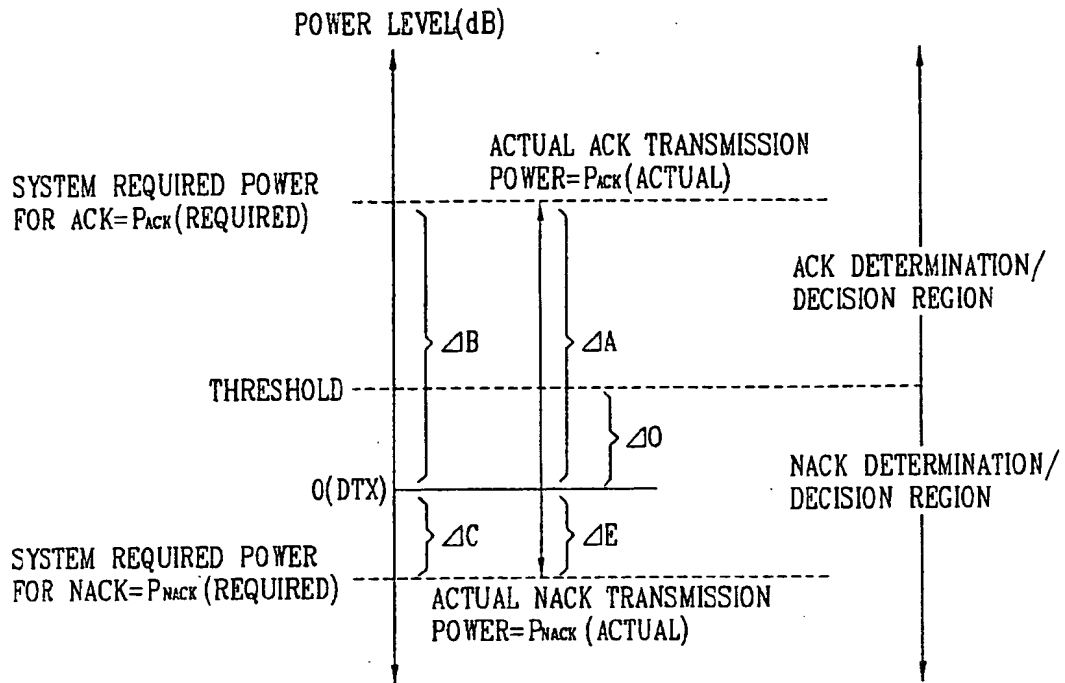 POWER LEVEL(dB)
ACTUAL ACK TRANSMISSION
POWER=PACK(ACTUAL)
SYSTEM REQUIRED POWER
FOR ACK=PACK(REQUIRED)
ACK DETERMINATION/
DECISION REGION
⊿B
⊿A
THRESHOLD
⊿O
NACK DETERMINATION/
DECISION REGION
O(DTX)
⊿C
⊿E
SYSTEM REQUIRED POWER
FOR NACK=PNACK(REQUIRED)
ACTUAL NACK TRANSMISSION
POWER=PNACK(ACTUAL)